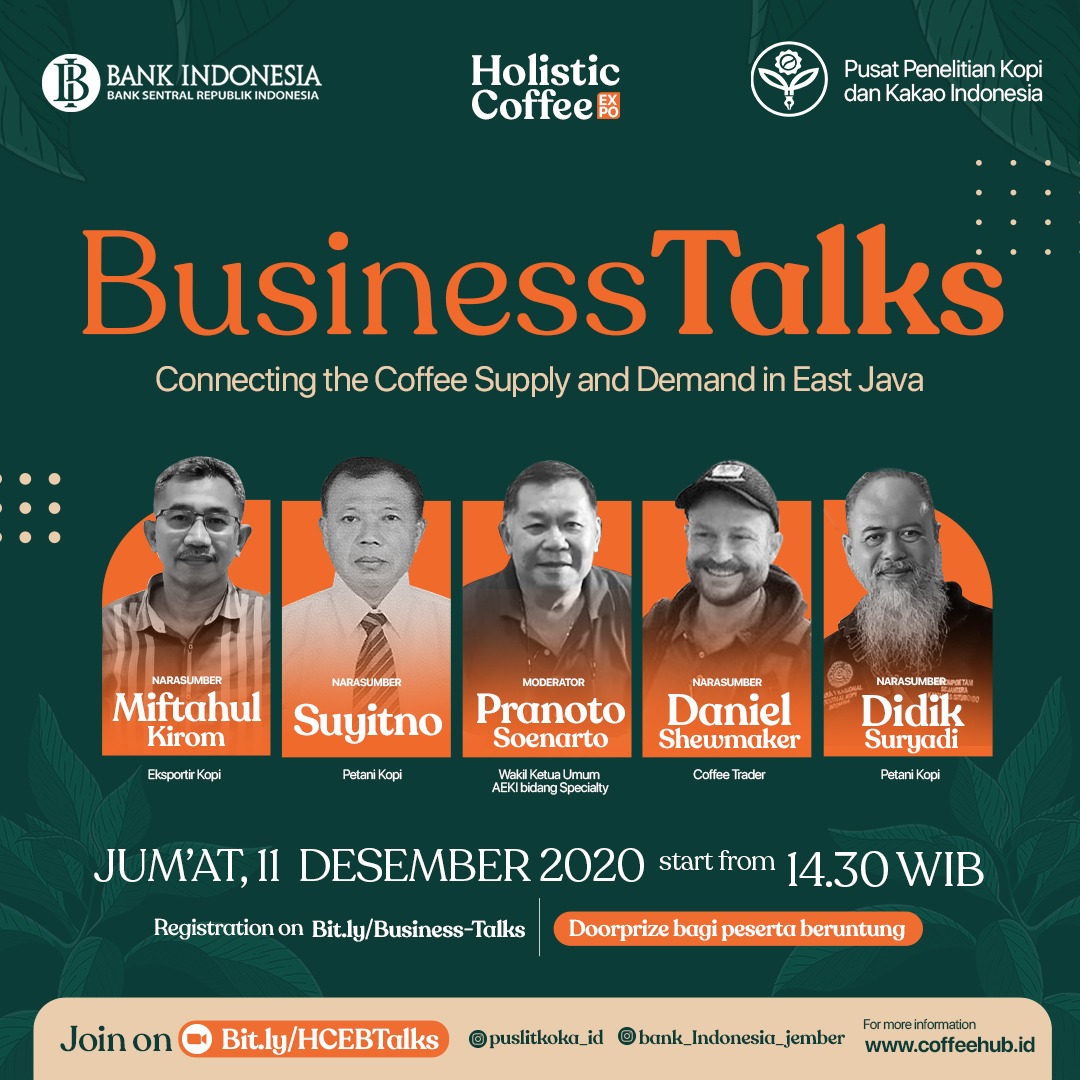 BANK INDONESIA
BANK SENTRAL REPUBLIK INDONESIA
Holistic
Coffee EXPO
Pusat Penelitian Kopi
dan Kakao Indonesia
BusinessTalks
Connecting the Coffee Supply and Demand in East Java
NARASUMBER
Miftahul
Kirom
Eksportir Kopi
NARASUMBER
Suyitno
Petani Kopi
MODERATOR
Pranoto
Soenarto
Wakil Ketua Umum
AEKI bidang Specialty
NARASUMBER
Daniel
Shewmaker
Coffee Trader
NARASUMBER
Didik
Suryadi
Petani Kopi
JUM'AT, 11 DESEMBER 2020 start from 14.30 WIB
Registration on Bit.ly/Business-Talks
Doorprize bagi peserta beruntung
Join on Bit.ly/HCEBTalks
puslitkoka_id
bank_Indonesia_jember
For more information
www.coffeehub.id